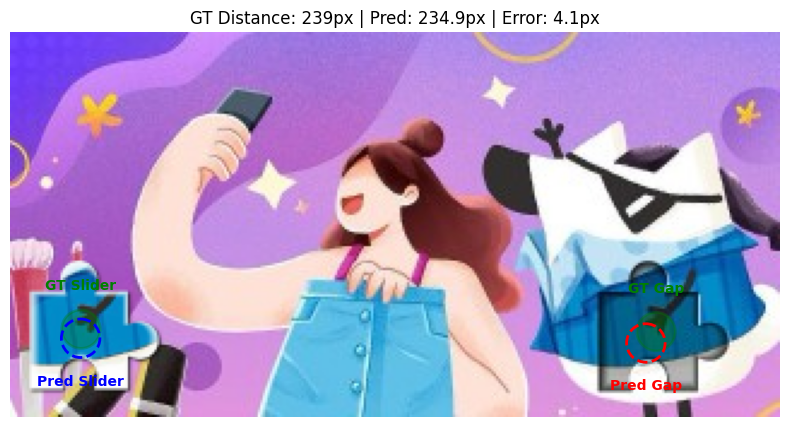 GT Distance: 239px | Pred: 234.9px | Error: 4.1px
GT Slider
GT Gap
Pred Slider
Pred Gap